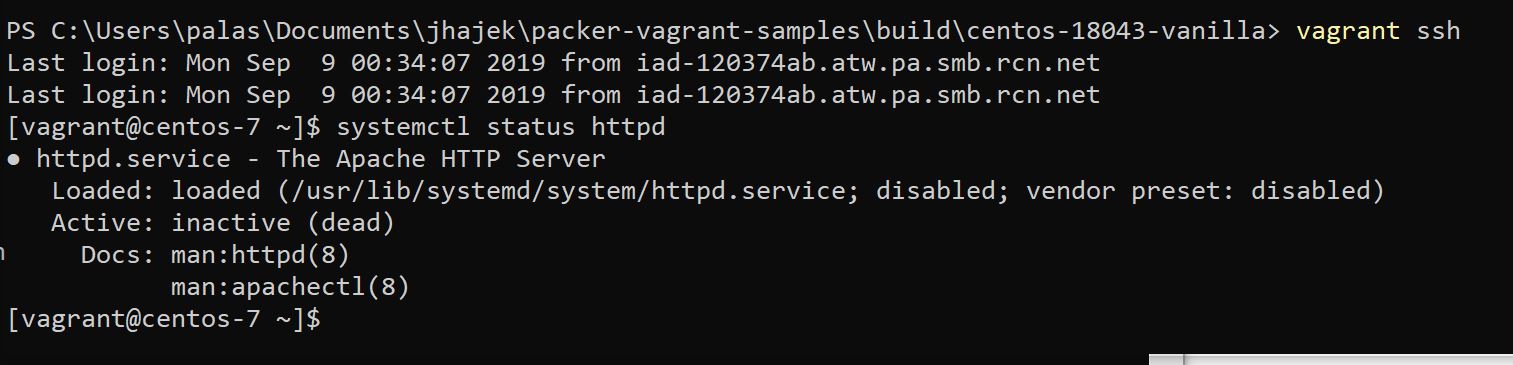 PS C:\Users\palas\Documents\jhajek\packer-vagrant-samples\build\centos-18043-vanilla> vagrant ssh
Last login: Mon Sep  9 00:34:07 2019 from iad-120374ab.atw.pa.smb.rcn.net
Last login: Mon Sep  9 00:34:07 2019 from iad-120374ab.atw.pa.smb.rcn.net
[vagrant@centos-7 ~]$ systemctl status httpd
● httpd.service - The Apache HTTP Server
   Loaded: loaded (/usr/lib/systemd/system/httpd.service; disabled; vendor preset: disabled)
   Active: inactive (dead)
     Docs: man:httpd(8)
           man:apachectl(8)
[vagrant@centos-7 ~]$